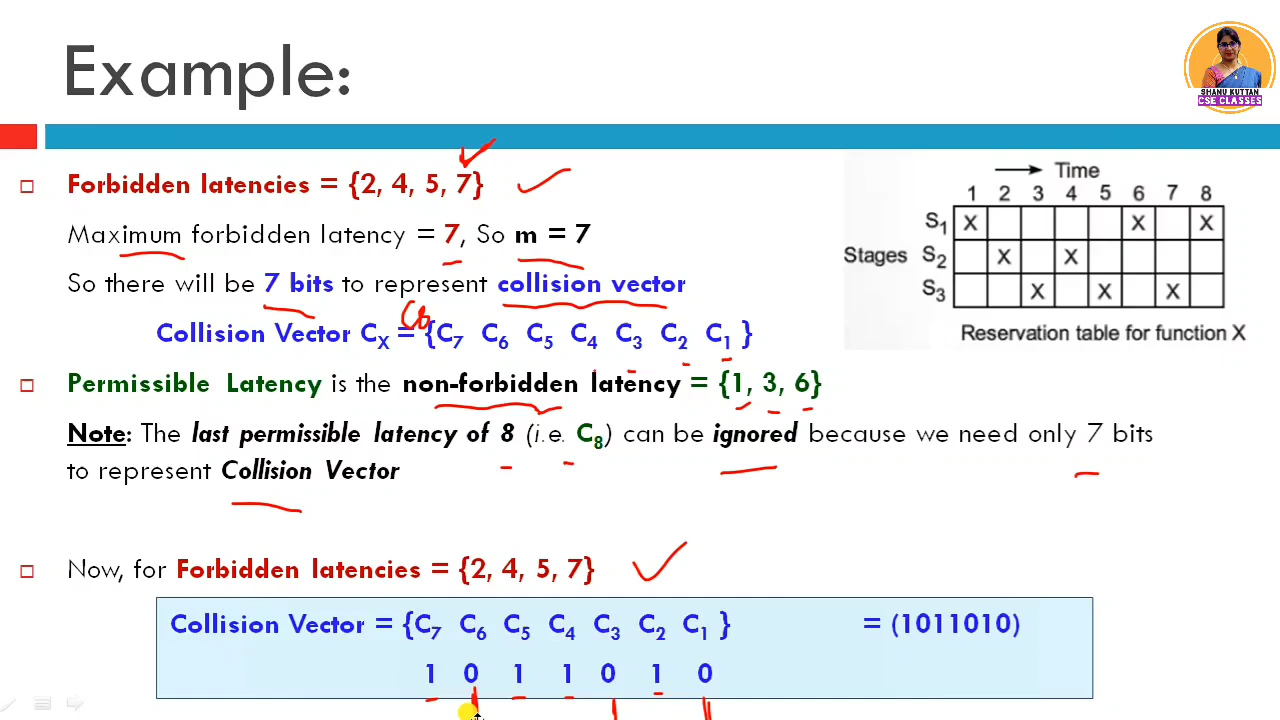 Example:
SHANU KUTTAN
CSE CLASSES
Forbidden latencies = {2, 4, 5, 7}
Maximum forbidden latency = 7, So m = 7
So there will be 7 bits to represent collision vector
C8
Collision Vector CX = {C7 C6 C5 C4 C3 C2 C1 }
Permissible Latency is the non-forbidden latency = {1, 3, 6}
Note: The last permissible latency of 8 (i.e. C8) can be ignored because we need only 7 bits
to represent Collision Vector
Now, for Forbidden latencies = {2, 4, 5, 7}
Collision Vector = {C7 C6 C5 C4 C3 C2 C1 } = (1011010)
1 0 1 1 0 1 0
Time
1 2 3 4 5 6 7 8
S1 X X X
Stages S2 X X
S3 X X X
Reservation table for function X